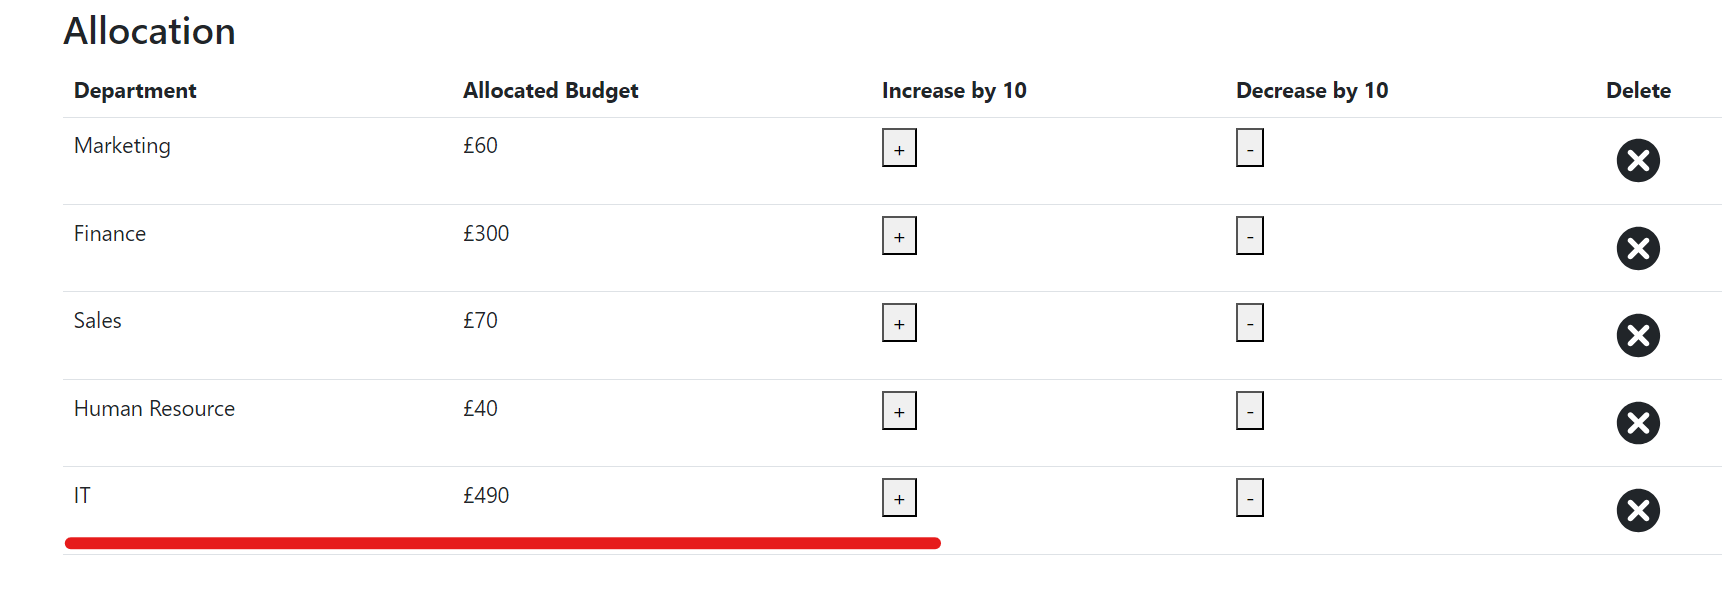 Allocation
Department Allocated Budget Increase by 10 Decrease by 10 Delete
Marketing £60 + -
Finance £300 + -
Sales £70 + -
Human Resource £40 + -
IT £490 + -